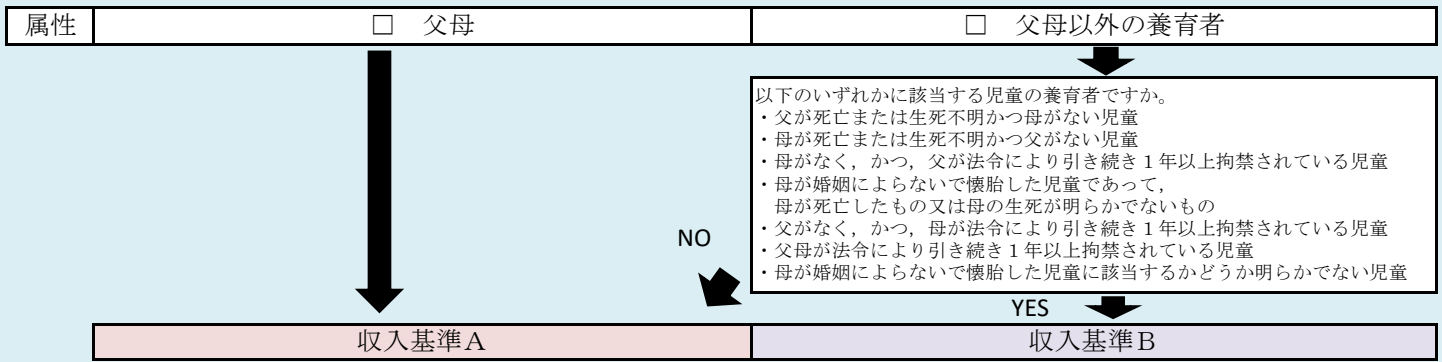 属性 □ 父母 □ 父母以外の養育者
以下のいずれかに該当する児童の養育者ですか。
・父が死亡または生死不明かつ母がない児童
・母が死亡または生死不明かつ父がない児童
・母がなく，かつ，父が法令により引き続き１年以上拘禁されている児童
・母が婚姻によらないで懐胎した児童であって，
母が死亡したもの又は母の生死が明らかでないもの
・父がなく，かつ，母が法令により引き続き１年以上拘禁されている児童
・父母が法令により引き続き１年以上拘禁されている児童
・母が婚姻によらないで懐胎した児童に該当するかどうか明らかでない児童
NO
YES
収入基準Ａ 収入基準Ｂ